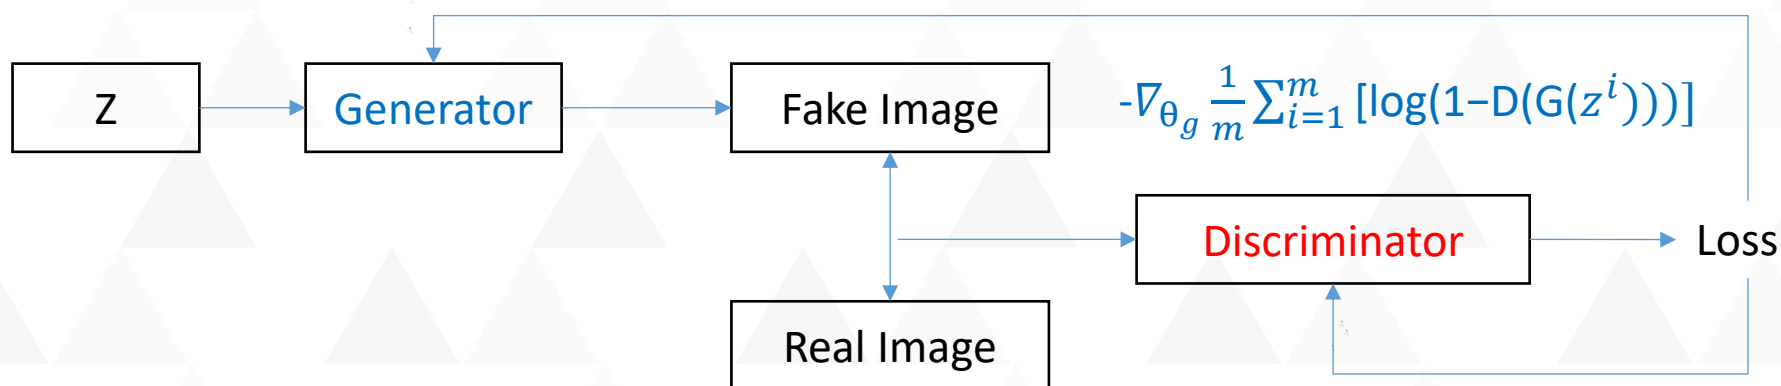 Z
Generator
Fake Image
-∇θg 1/m ∑i=1m [log(1−D(G(zi)))]
Discriminator
Loss
Real Image